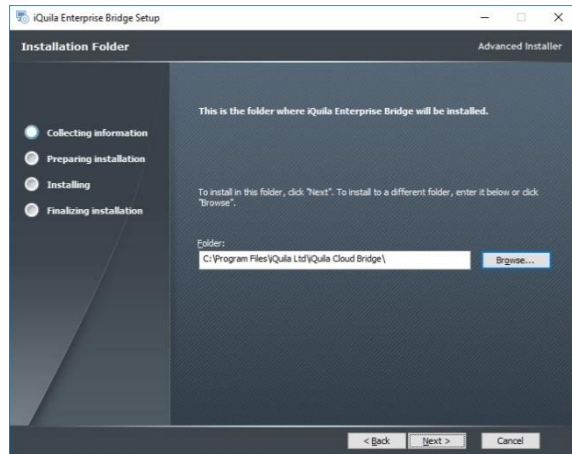 iQuila Enterprise Bridge Setup
Installation Folder
Advanced Installer
This is the folder where iQuila Enterprise Bridge will be installed.
Collecting information
Preparing installation
Installing
Finalizing installation
To install in this folder, click "Next". To install to a different folder, enter it below or click
"Browse".
Folder:
C:\Program Files\iQuila Ltd\iQuila Cloud Bridge\
Browse...
< Back
Next >
Cancel